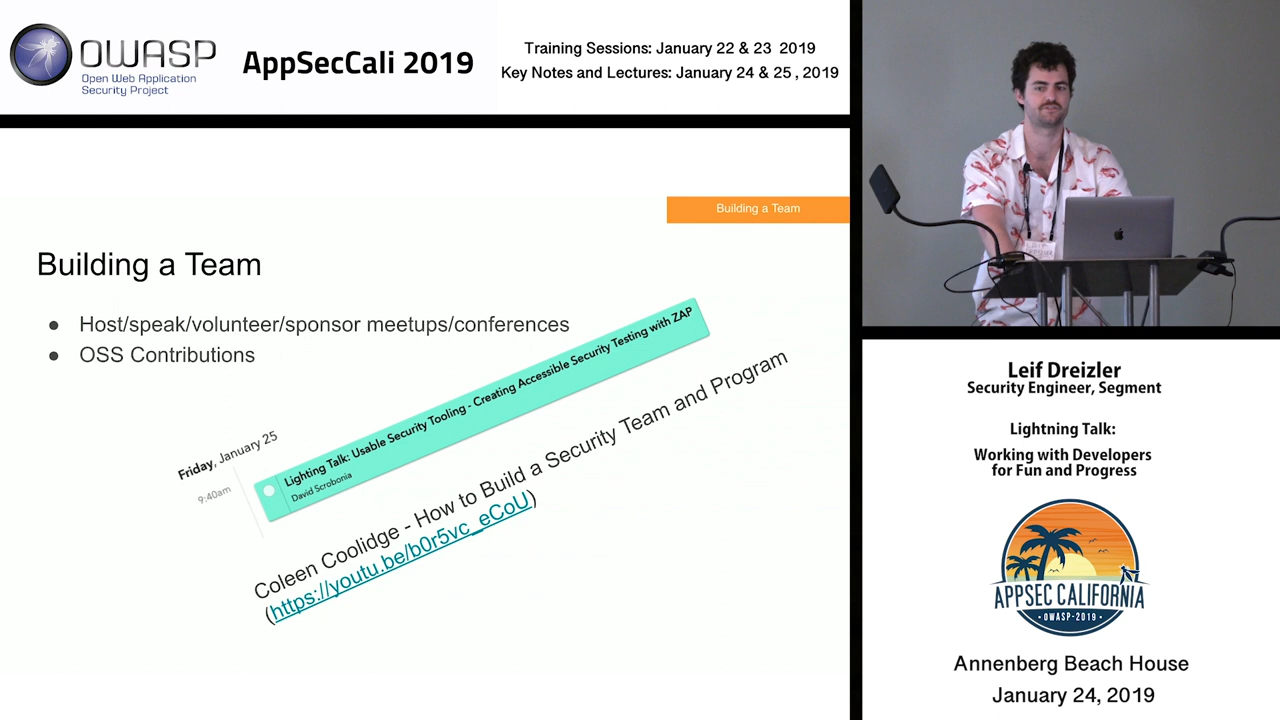 OWASP
Open Web Application
Security Project
AppSecCali 2019
Training Sessions: January 22 & 23 2019
Key Notes and Lectures: January 24 & 25 , 2019
Building a Team
Building a Team
● Host/speak/volunteer/sponsor meetups/conferences
● OSS Contributions
Friday, January 25
9:40am
Lighting Talk: Usable Security Tooling - Creating Accessible Security Testing with ZAP
David Scrobonia
Coleen Coolidge - How to Build a Security Team and Program
(https://youtu.be/b0r5vc_eCoU)
Leif Dreizler
Security Engineer, Segment
Lightning Talk:
Working with Developers
for Fun and Progress
APPSEC CALIFORNIA
• OWASP-2019 •
Annenberg Beach House
January 24, 2019